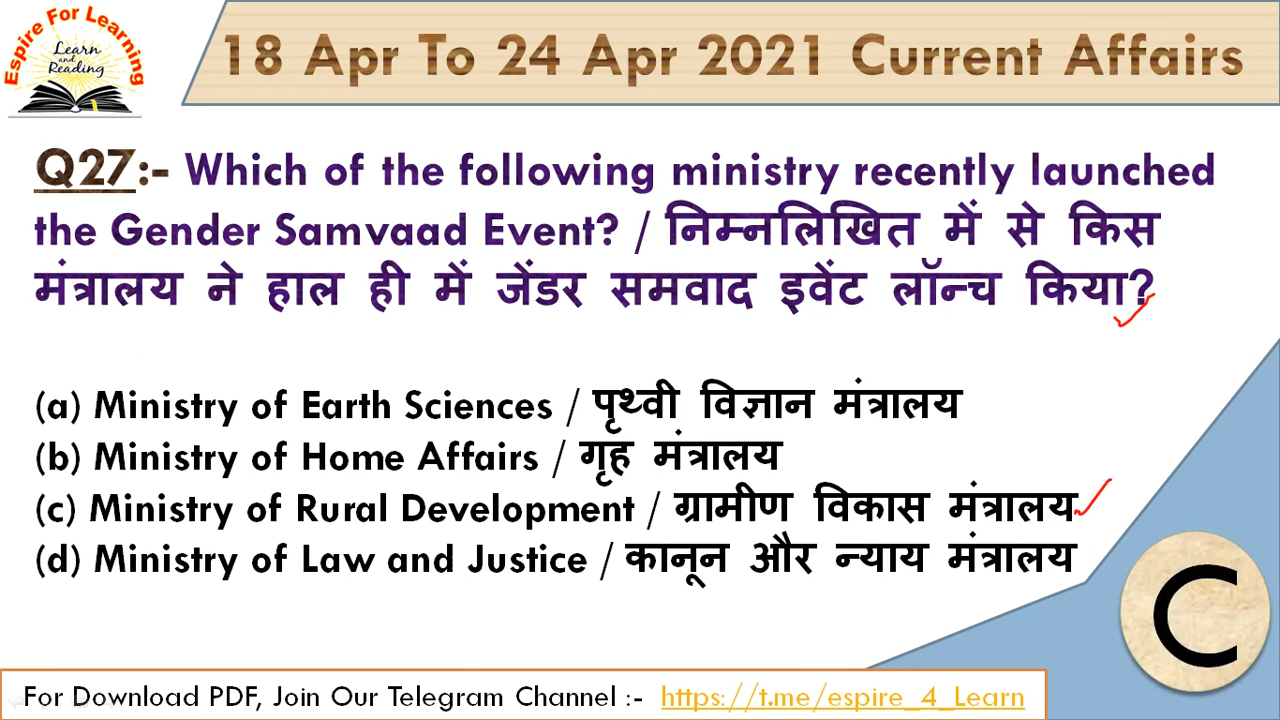 Espire For Learning
Learn
and
Reading
18 Apr To 24 Apr 2021 Current Affairs
Q27:- Which of the following ministry recently launched
the Gender Samvaad Event? / निम्नलिखित में से किस
मंत्रालय ने हाल ही में जेंडर समवाद इवेंट लॉन्च किया?
(a) Ministry of Earth Sciences / पृथ्वी विज्ञान मंत्रालय
(b) Ministry of Home Affairs / गृह मंत्रालय
(c) Ministry of Rural Development / ग्रामीण विकास मंत्रालय
(d) Ministry of Law and Justice / कानून और न्याय मंत्रालय
C
For Download PDF, Join Our Telegram Channel :- https://t.me/espire_4_Learn